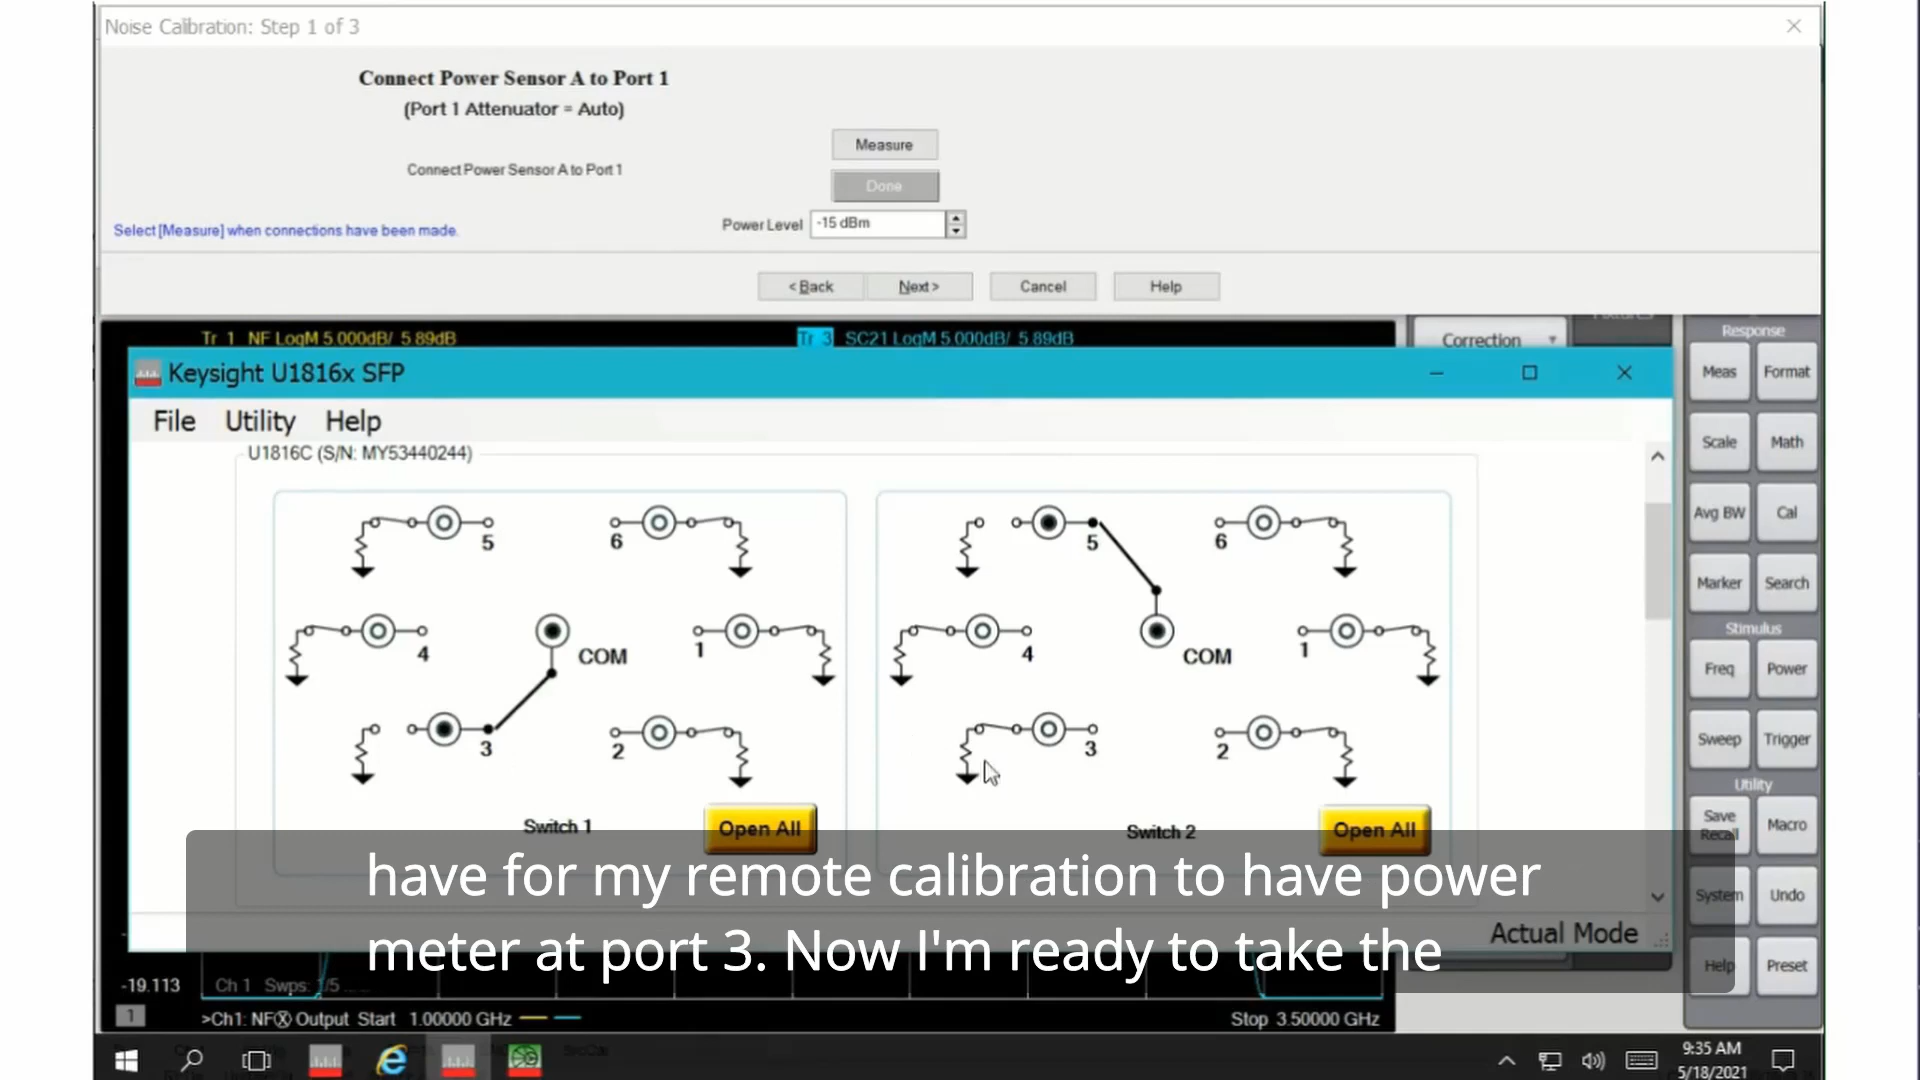 Noise Calibration: Step 1 of 3
Connect Power Sensor A to Port 1
(Port 1 Attenuator = Auto)
Measure
Connect Power Sensor A to Port 1
Done
Select [Measure] when connections have been made.
Power Level -15 dBm
< Back Next > Cancel Help
Tr 1 NF LogM 5.000dB/ 5.89dB
Tr 3 SC21 LogM 5.000dB/ 5.89dB
Correction
Response
Keysight U1816x SFP
Meas Format
File Utility Help
U1816C (S/N: MY53440244)
Scale Math
Avg BW Cal
5 6 5 6
Marker Search
Stimulus
4 COM 1 4 COM 1
Freq Power
3 2 3 2
Sweep Trigger
Utility
Switch 1 Open All Switch 2 Open All
Save Recall Macro
have for my remote calibration to have power
System Undo
Actual Mode
meter at port 3. Now I'm ready to take the
Help Preset
-19.113 Ch 1 Swps: 1/5
1 >Ch1: NFⓍ Output Start 1.00000 GHz Stop 3.50000 GHz
9:35 AM
5/18/2021